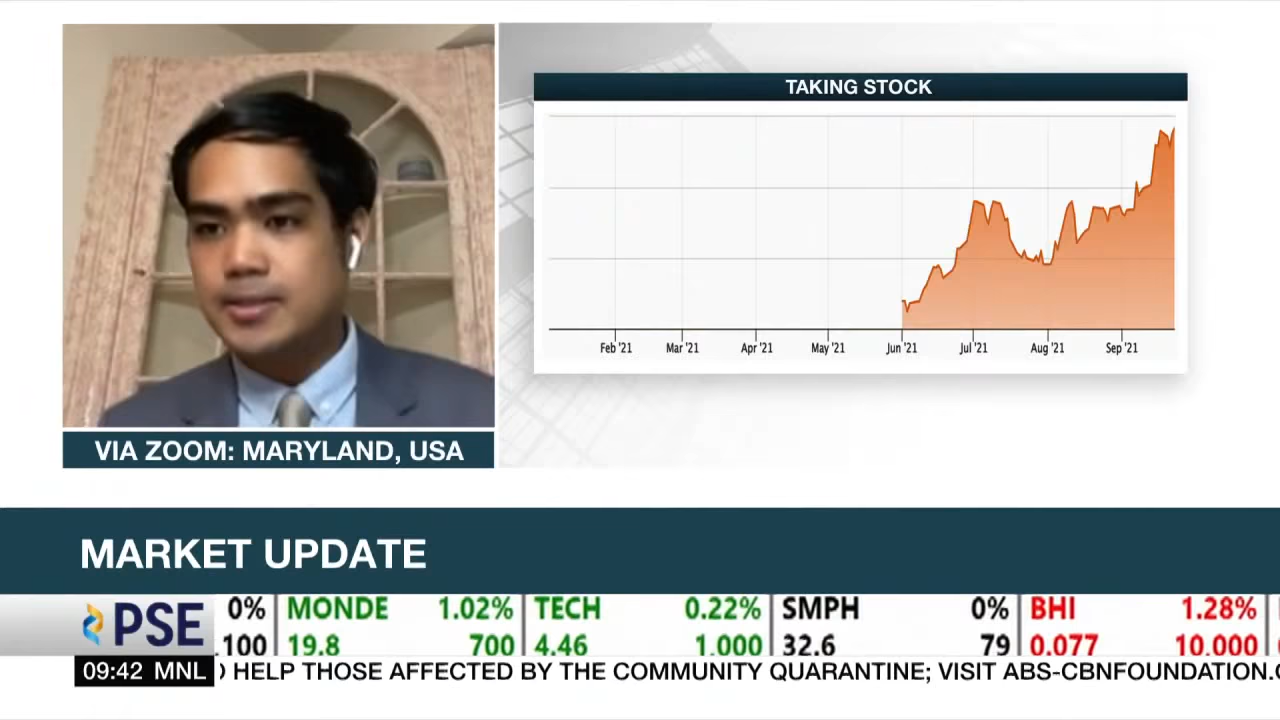 TAKING STOCK
Feb '21 Mar '21 Apr '21 May '21 Jun '21 Jul '21 Aug '21 Sep '21
VIA ZOOM: MARYLAND, USA
MARKET UPDATE
PSE
0% MONDE 1.02% TECH 0.22% SMPH 0% BHI 1.28%
.100 19.8 700 4.46 1,000 32.6 79 0.077 10,000
09:42 MNL HELP THOSE AFFECTED BY THE COMMUNITY QUARANTINE; VISIT ABS-CBNFOUNDATION.